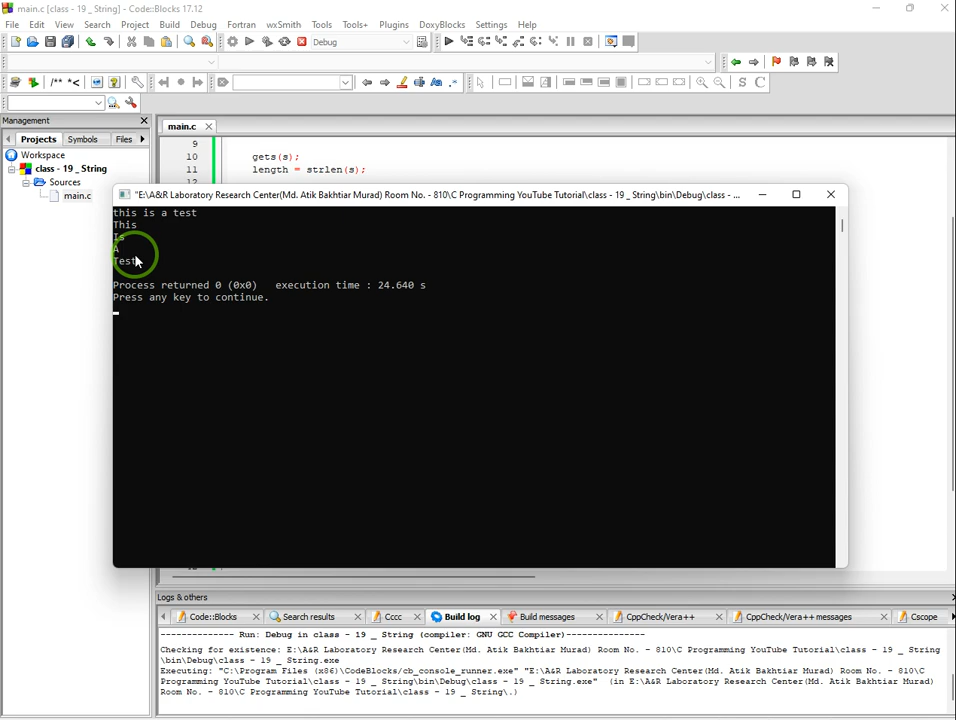 main.c [class - 19 _ String] - Code::Blocks 17.12
File Edit View Search Project Build Debug Fortran wxSmith Tools Tools+ Plugins DoxyBlocks Settings Help
Debug
/** *<
S C
Management
Projects Symbols Files
main.c
Workspace
class - 19 _ String
Sources
main.c
9
10 gets(s);
11 length = strlen(s);
12
"E:\A&R Laboratory Research Center(Md. Atik Bakhtiar Murad) Room No. - 810\C Programming YouTube Tutorial\class - 19 _ String\bin\Debug\class - ...
this is a test
This
Is
A
Test
Process returned 0 (0x0)   execution time : 24.640 s
Press any key to continue.
Logs & others
Code::Blocks Search results Cccc Build log Build messages CppCheck/Vera++ CppCheck/Vera++ messages Cscope
-------------- Run: Debug in class - 19 _ String (compiler: GNU GCC Compiler)---------------
Checking for existence: E:\A&R Laboratory Research Center(Md. Atik Bakhtiar Murad) Room No. - 810\C Programming YouTube Tutorial\class - 19 _ String
\bin\Debug\class - 19 _ String.exe
Executing: "C:\Program Files (x86)\CodeBlocks/cb_console_runner.exe" "E:\A&R Laboratory Research Center(Md. Atik Bakhtiar Murad) Room No. - 810\C
Programming YouTube Tutorial\class - 19 _ String\bin\Debug\class - 19 _ String.exe"  (in E:\A&R Laboratory Research Center(Md. Atik Bakhtiar Murad)
Room No. - 810\C Programming YouTube Tutorial\class - 19 _ String\.)